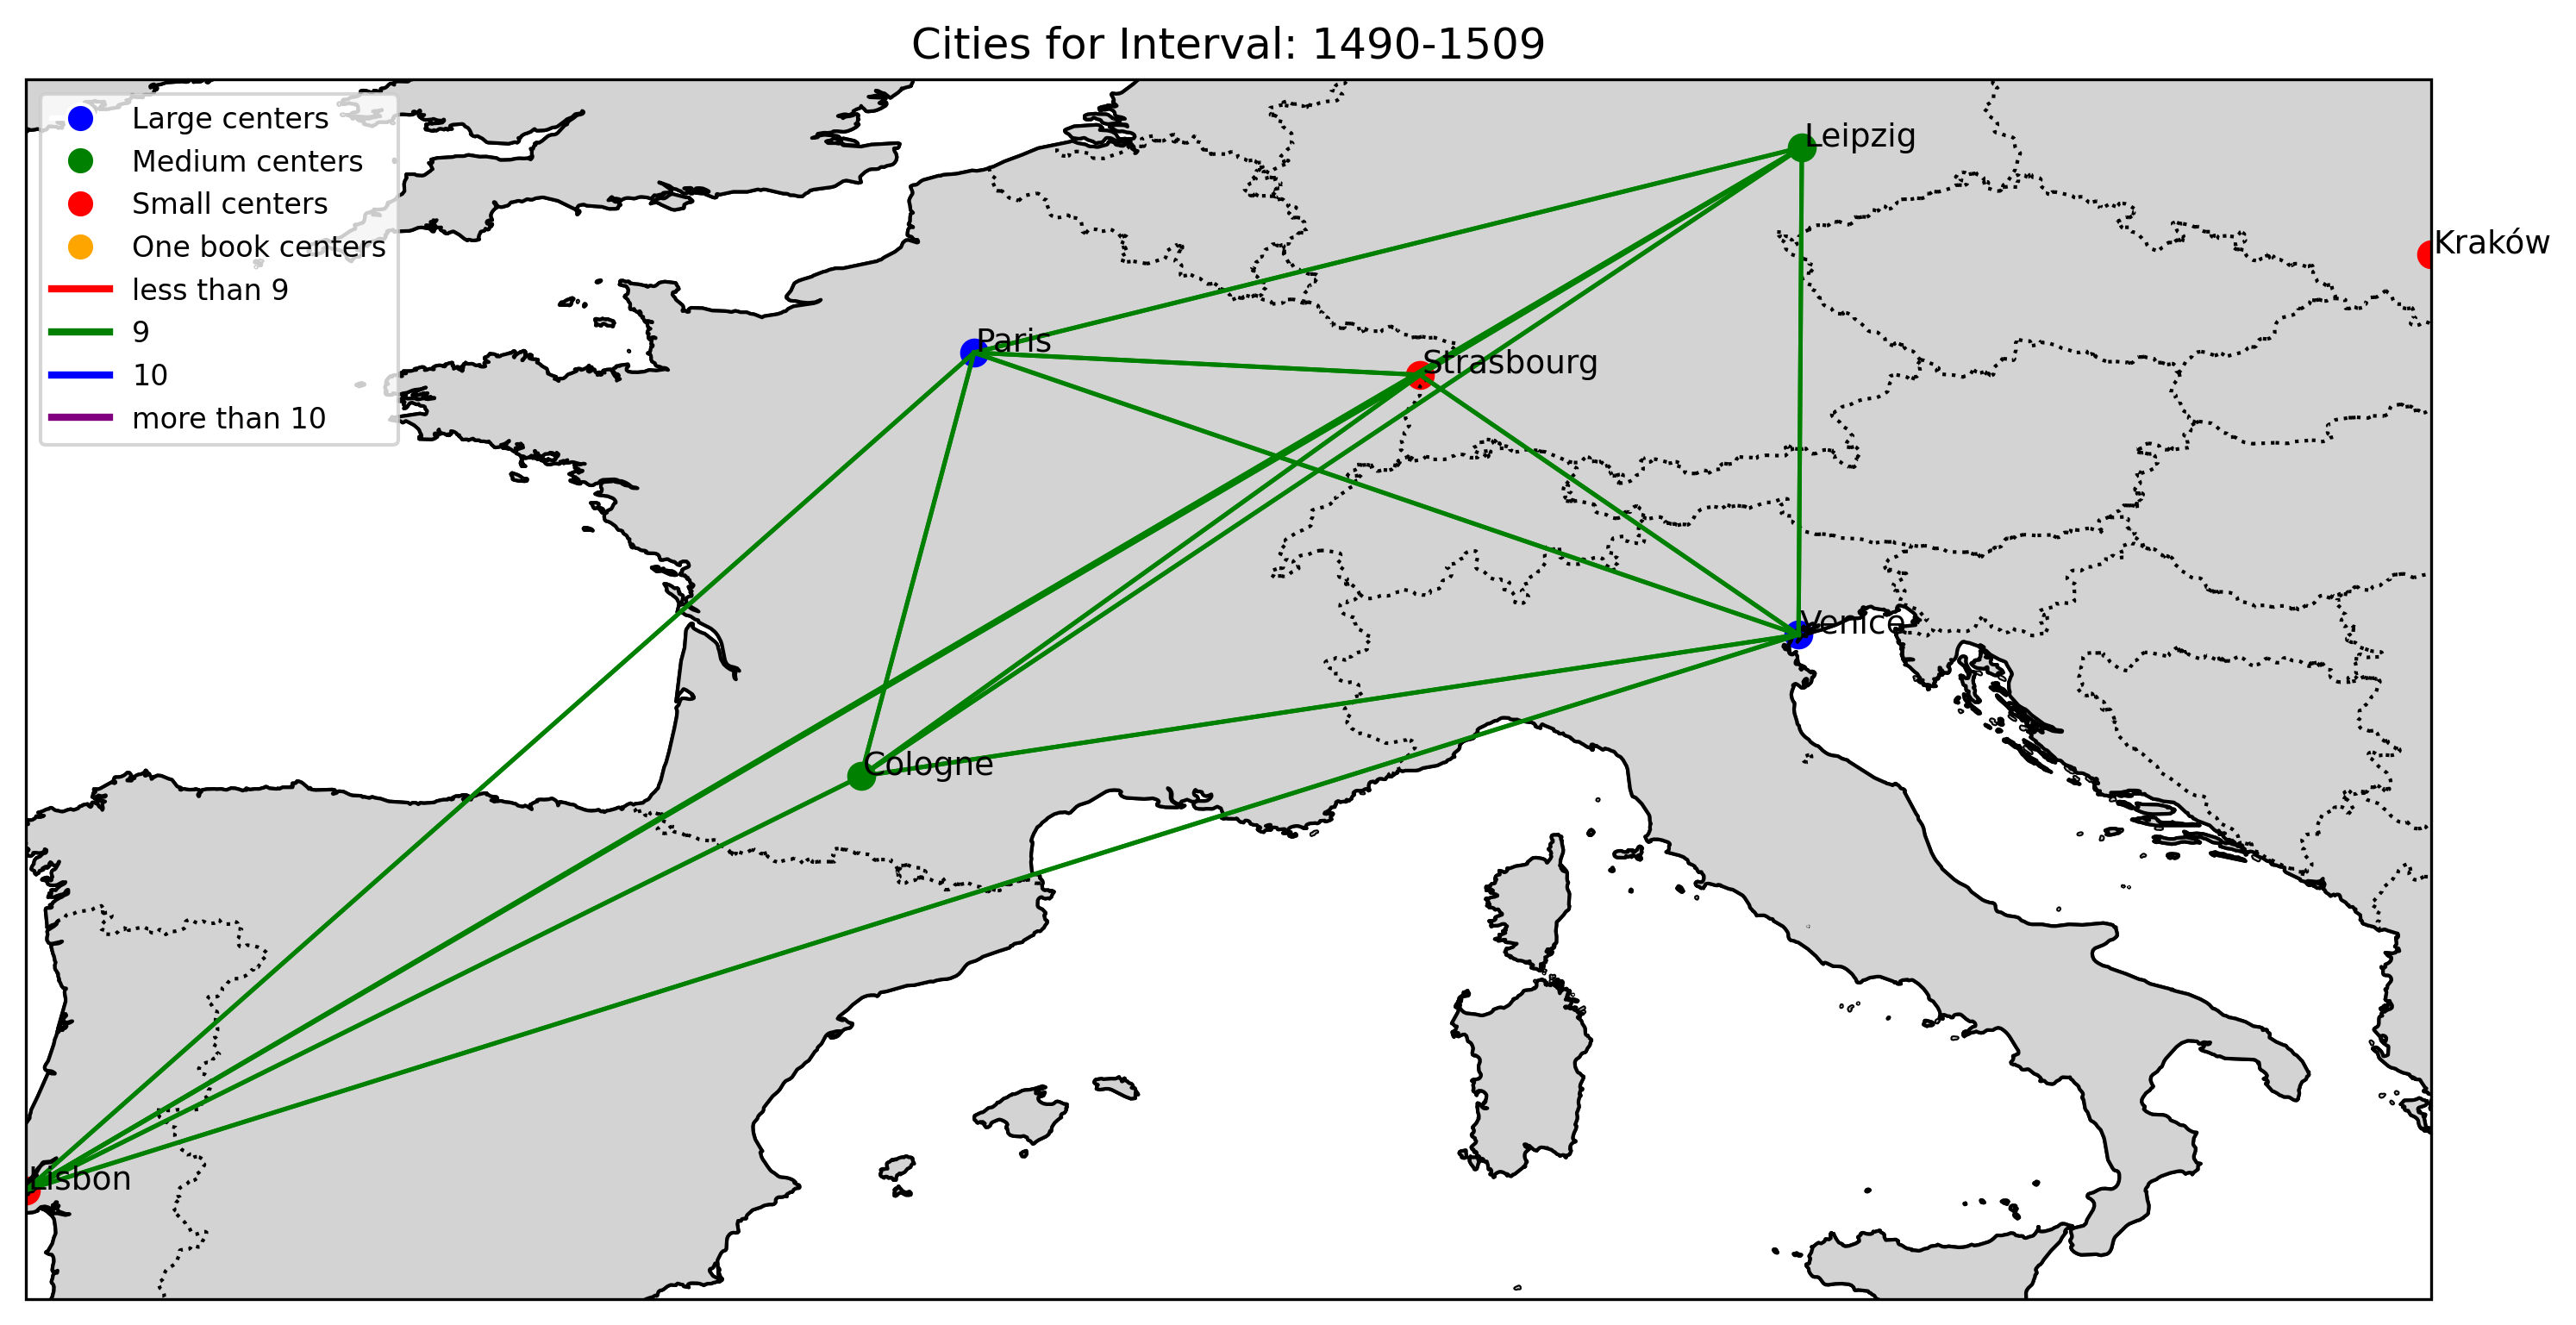 Cities for Interval: 1490-1509
Large centers
Medium centers
Small centers
One book centers
less than 9
9
10
more than 10
Leipzig
Kraków
Paris
Strasbourg
Venice
Cologne
Lisbon